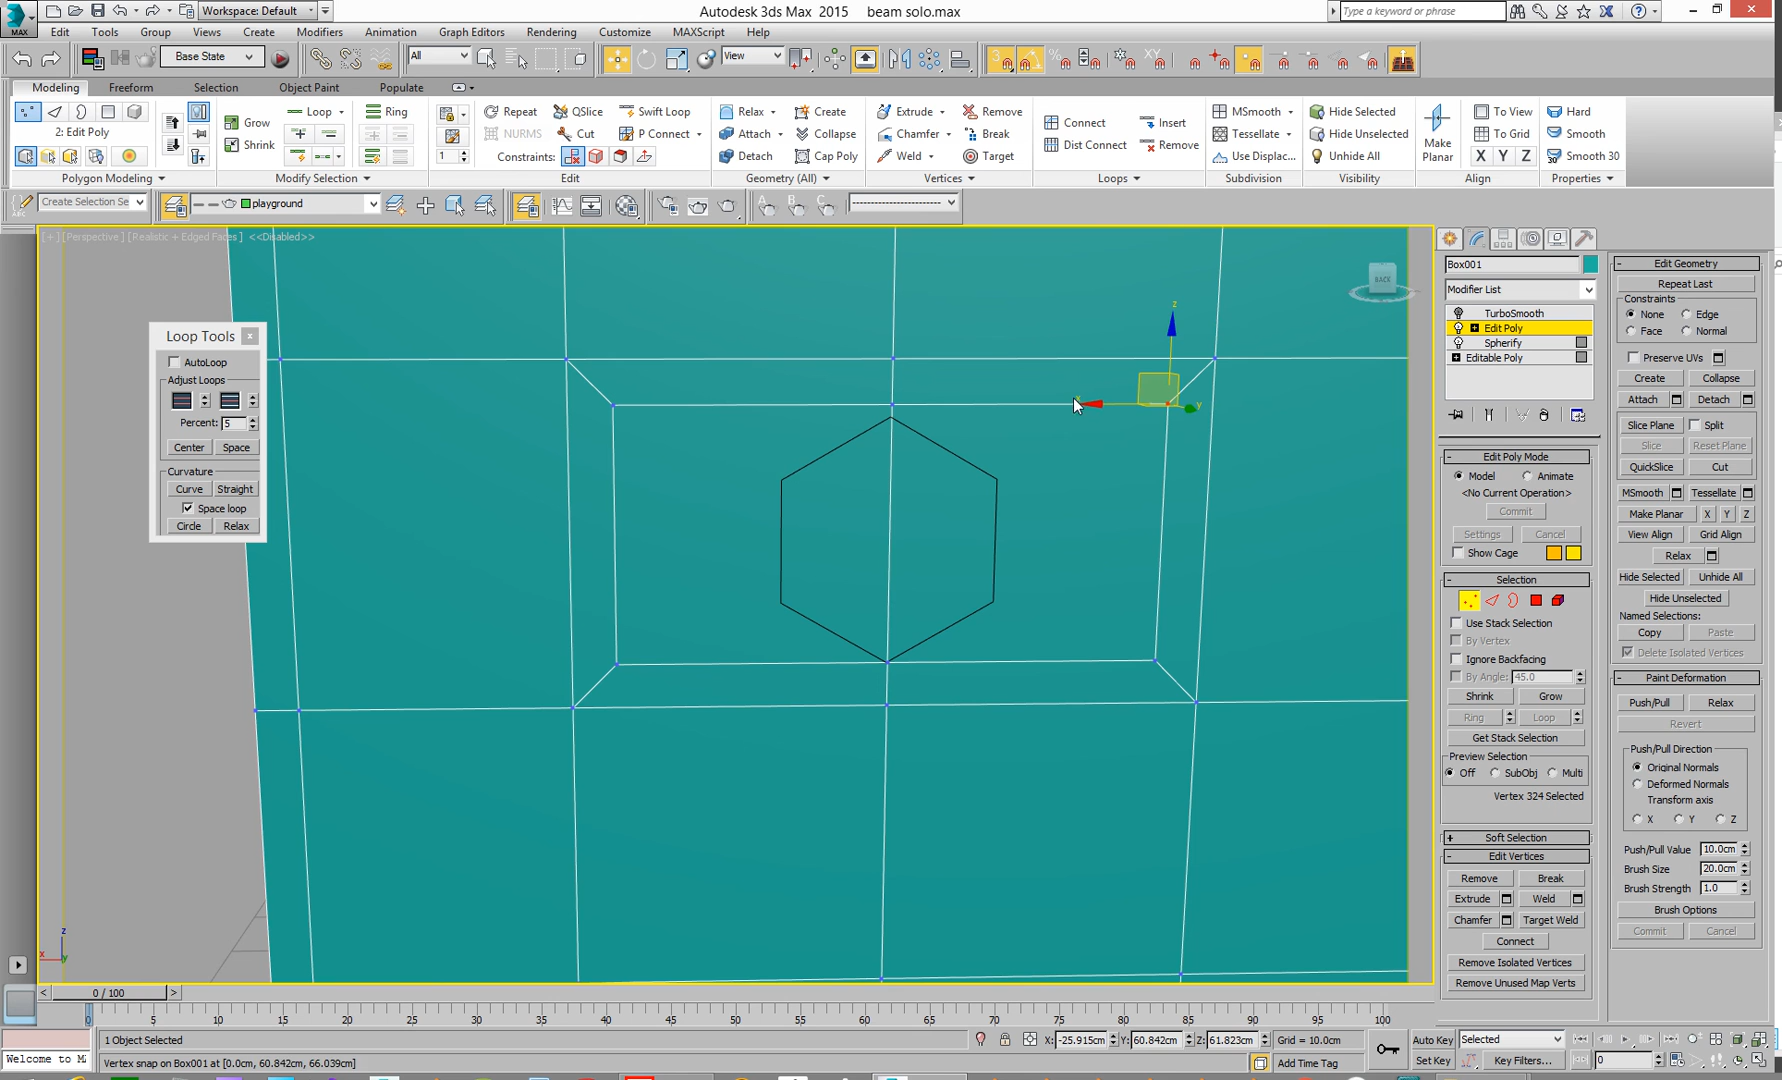 Workspace: Default
Autodesk 3ds Max 2015 beam solo.max
Type a keyword or phrase
MAX
Edit Tools Group Views Create Modifiers Animation Graph Editors Rendering Customize MAXScript Help
Base State
All
View
Modeling Freeform Selection Object Paint Populate
Loop Ring Repeat QSlice Swift Loop Relax Create Extrude Remove MSmooth Hide Selected To View Hard
Grow NURMS Cut P Connect Attach Collapse Chamfer Break Connect Insert Tessellate Hide Unselected To Grid Smooth
2: Edit Poly
Shrink 1 Constraints: Detach Cap Poly Weld Target Dist Connect Remove Use Displac... Unhide All Make Planar X Y Z Smooth 30
Polygon Modeling Modify Selection Edit Geometry (All) Vertices Loops Subdivision Visibility Align Properties
Create Selection Se playground
[+] [Perspective] [Realistic + Edged Faces] <<Disabled>>
BACK
Loop Tools
AutoLoop
Adjust Loops
Percent: 5
Center Space
Curvature
Curve Straight
Space loop
Circle Relax
z
y
z
x
y
Box001
Modifier List
TurboSmooth
Edit Poly
Spherify
Editable Poly
Edit Poly Mode
Model Animate
<No Current Operation>
Commit
Settings Cancel
Show Cage
Selection
Use Stack Selection
By Vertex
Ignore Backfacing
By Angle: 45.0
Shrink Grow
Ring Loop
Get Stack Selection
Preview Selection
Off SubObj Multi
Vertex 324 Selected
Soft Selection
Edit Vertices
Remove Break
Extrude Weld
Chamfer Target Weld
Connect
Remove Isolated Vertices
Remove Unused Map Verts
Edit Geometry
Repeat Last
Constraints
None Edge
Face Normal
Preserve UVs
Create Collapse
Attach Detach
Slice Plane Split
Slice Reset Plane
QuickSlice Cut
MSmooth Tessellate
Make Planar X Y Z
View Align Grid Align
Relax
Hide Selected Unhide All
Hide Unselected
Named Selections:
Copy Paste
Delete Isolated Vertices
Paint Deformation
Push/Pull Relax
Revert
Push/Pull Direction
Original Normals
Deformed Normals
Transform axis
X Y Z
Push/Pull Value 10.0cm
Brush Size 20.0cm
Brush Strength 1.0
Brush Options
Commit Cancel
< 0 / 100 >
0 5 10 15 20 25 30 35 40 45 50 55 60 65 70 75 80 85 90 95 100
1 Object Selected X: -25.915cm Y: 60.842cm Z: 61.823cm Grid = 10.0cm Auto Key Selected
Welcome to M Vertex snap on Box001 at [0.0cm, 60.842cm, 66.039cm] Add Time Tag Set Key Key Filters... 0